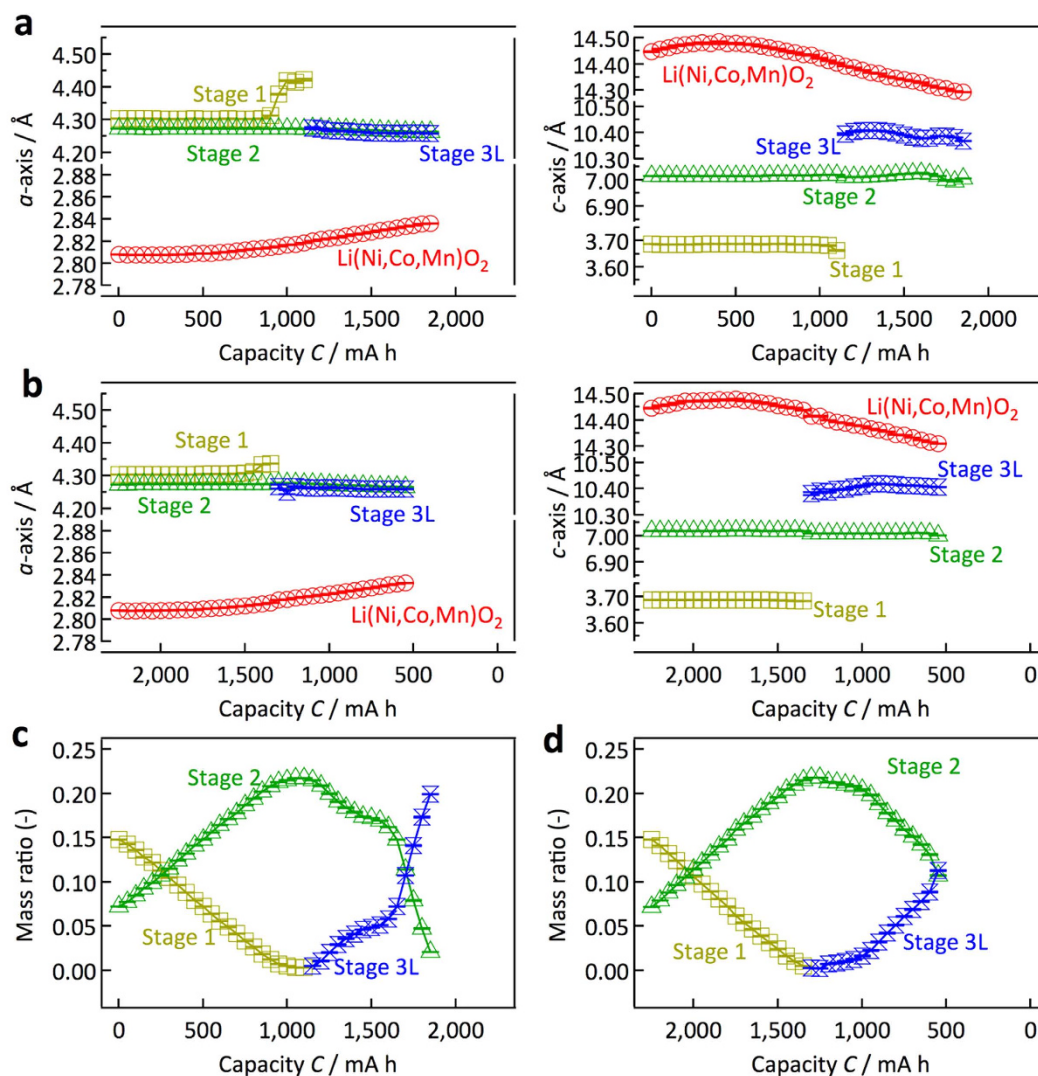 a
4.50
4.40
4.30
4.20
2.88
2.86
2.84
2.82
2.80
2.78
a-axis / Å
Stage 1
Stage 2
Stage 3L
Li(Ni,Co,Mn)O₂
0 500 1,000 1,500 2,000
Capacity C / mA h
14.50
14.40
14.30
10.50
10.40
10.30
7.00
6.90
3.70
3.60
c-axis / Å
Li(Ni,Co,Mn)O₂
Stage 3L
Stage 2
Stage 1
0 500 1,000 1,500 2,000
Capacity C / mA h
b
4.50
4.40
4.30
4.20
2.88
2.86
2.84
2.82
2.80
2.78
a-axis / Å
Stage 1
Stage 2
Stage 3L
Li(Ni,Co,Mn)O₂
2,000 1,500 1,000 500 0
Capacity C / mA h
14.50
14.40
14.30
10.50
10.40
10.30
7.00
6.90
3.70
3.60
c-axis / Å
Li(Ni,Co,Mn)O₂
Stage 3L
Stage 2
Stage 1
2,000 1,500 1,000 500 0
Capacity C / mA h
c
0.25
0.20
0.15
0.10
0.05
0.00
Mass ratio (-)
Stage 2
Stage 1
Stage 3L
0 500 1,000 1,500 2,000
Capacity C / mA h
d
0.25
0.20
0.15
0.10
0.05
0.00
Mass ratio (-)
Stage 2
Stage 1
Stage 3L
2,000 1,500 1,000 500 0
Capacity C / mA h